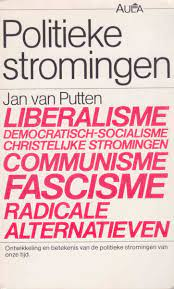 AULA
Politieke
stromingen
Jan van Putten
LIBERALISME
DEMOCRATISCH-SOCIALISME
CHRISTELIJKE STROMINGEN
COMMUNISME
FASCISME
RADICALE
ALTERNATIEVEN
Ontwikkeling en betekenis van de politieke stromingen van
onze tijd.